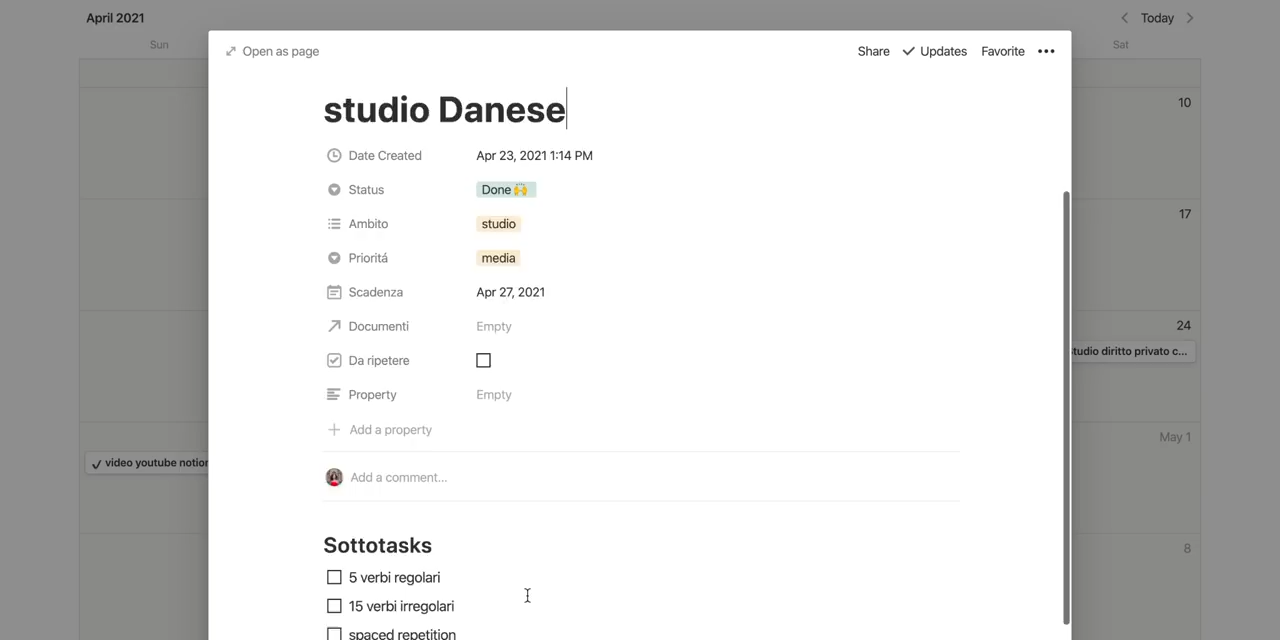 April 2021
Today
Sun
Sat
Open as page
Share
Updates
Favorite
studio Danese
Date Created
Apr 23, 2021 1:14 PM
Status
Done 🙌
Ambito
studio
Prioritá
media
Scadenza
Apr 27, 2021
Documenti
Empty
Da ripetere
Property
Empty
Add a property
Add a comment...
Sottotasks
5 verbi regolari
15 verbi irregolari
spaced repetition
10
17
24
studio diritto privato c...
May 1
video youtube notion
8